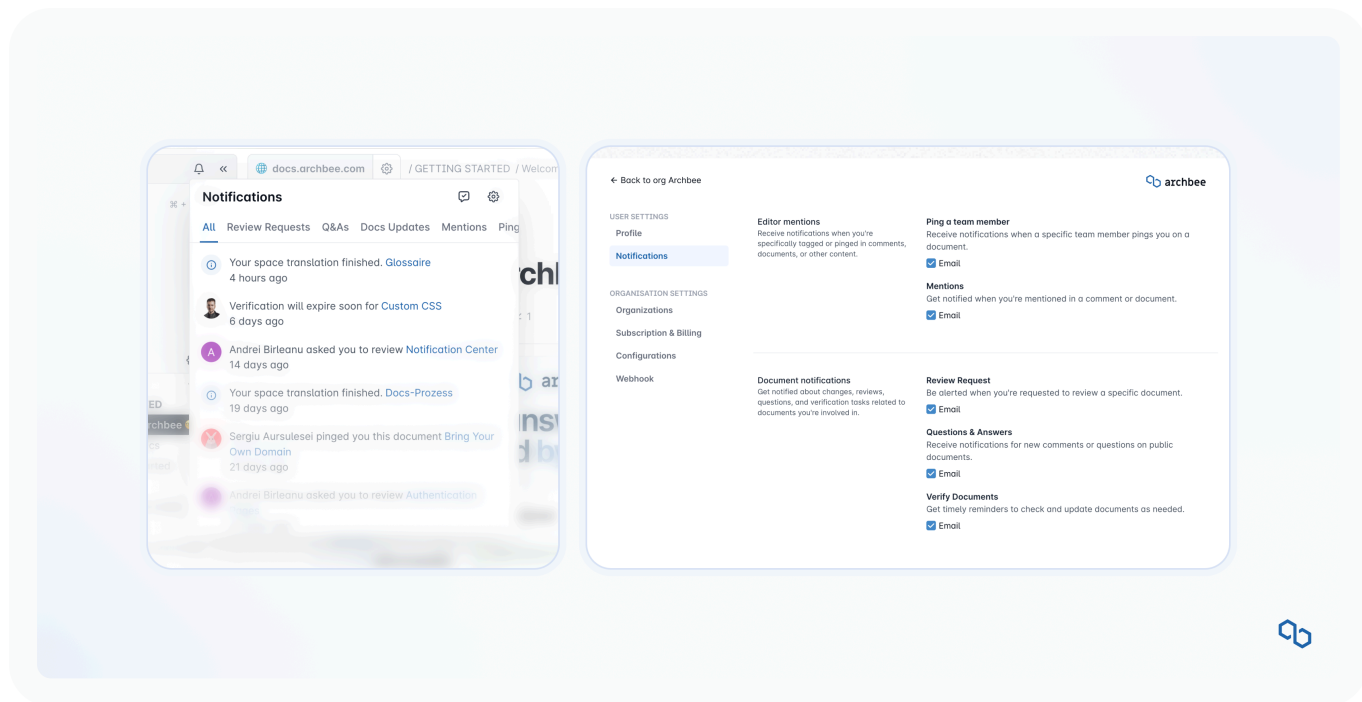 docs.archbee.com
/ GETTING STARTED / Welcom
⌘ +
Notifications
All Review Requests Q&As Docs Updates Mentions Ping
Your space translation finished. Glossaire
4 hours ago
Verification will expire soon for Custom CSS
6 days ago
A
Andrei Birleanu asked you to review Notification Center
14 days ago
Your space translation finished. Docs-Prozess
19 days ago
Sergiu Aursulesei pinged you this document Bring Your
Own Domain
21 days ago
Andrei Birleanu asked you to review Authentication
← Back to org Archbee
archbee
USER SETTINGS
Profile
Notifications
ORGANISATION SETTINGS
Organizations
Subscription & Billing
Configurations
Webhook
Editor mentions
Receive notifications when you're
specifically tagged or pinged in comments,
documents, or other content.
Ping a team member
Receive notifications when a specific team member pings you on a
document.
Email
Mentions
Get notified when you're mentioned in a comment or document.
Email
Document notifications
Get notified about changes, reviews,
questions, and verification tasks related to
documents you're involved in.
Review Request
Be alerted when you're requested to review a specific document.
Email
Questions & Answers
Receive notifications for new comments or questions on public
documents.
Email
Verify Documents
Get timely reminders to check and update documents as needed.
Email